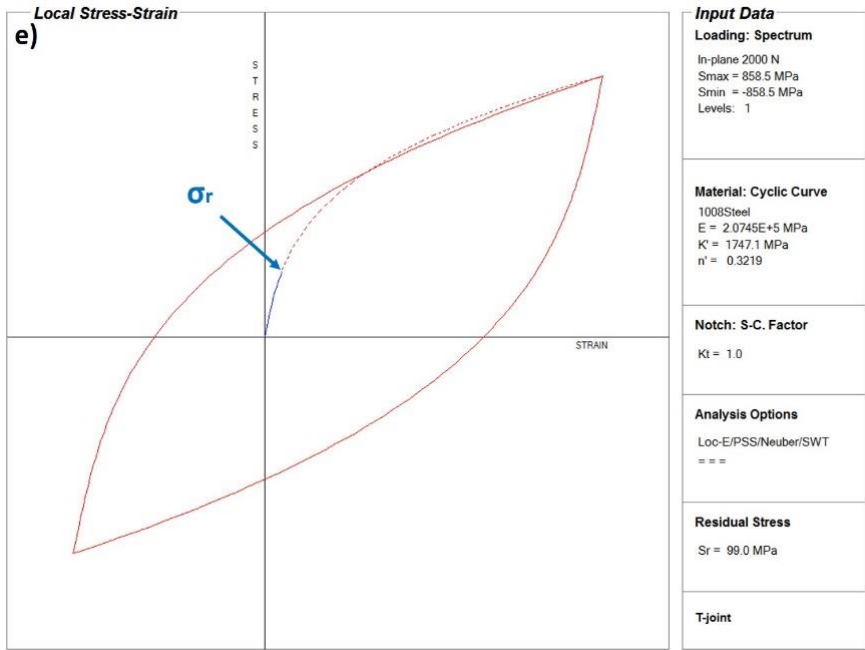 Local Stress-Strain
e)
S
T
R
E
S
S
σr
STRAIN
Input Data
Loading: Spectrum
In-plane 2000 N
Smax = 858.5 MPa
Smin = -858.5 MPa
Levels: 1
Material: Cyclic Curve
1008Steel
E = 2.0745E+5 MPa
K' = 1747.1 MPa
n' = 0.3219
Notch: S-C. Factor
Kt = 1.0
Analysis Options
Loc-E/PSS/Neuber/SWT
= = =
Residual Stress
Sr = 99.0 MPa
T-joint